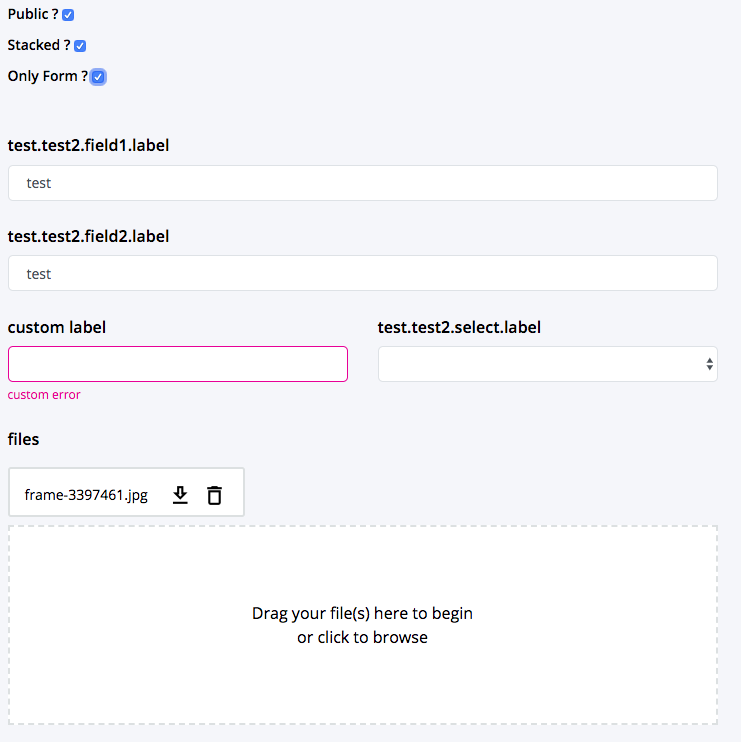 Public ?
Stacked ?
Only Form ?
test.test2.field1.label
test
test.test2.field2.label
test
custom label
test.test2.select.label
custom error
files
frame-3397461.jpg
Drag your file(s) here to begin
or click to browse